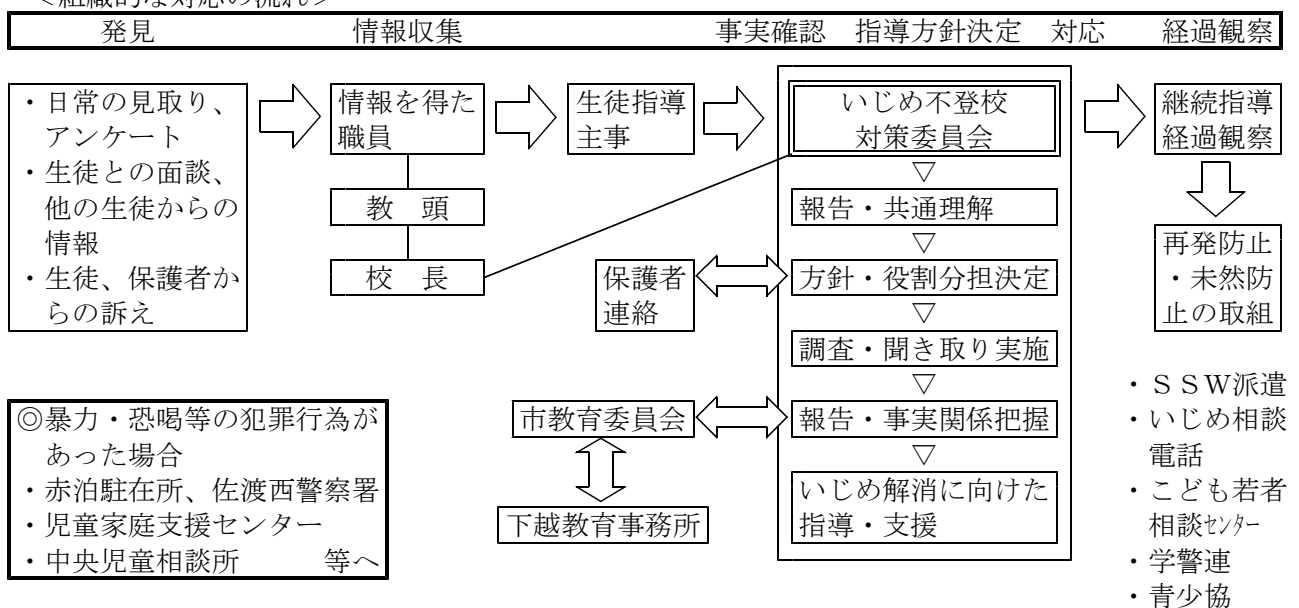 ＜組織的な対応の流れ＞
発見　情報収集　事実確認　指導方針決定　対応　経過観察
・日常の見取り、
アンケート
・生徒との面談、
他の生徒からの
情報
・生徒、保護者か
らの訴え
情報を得た
職員
教　頭
校　長
生徒指導
主事
いじめ不登校
対策委員会
▽
報告・共通理解
▽
方針・役割分担決定
▽
調査・聞き取り実施
▽
報告・事実関係把握
▽
いじめ解消に向けた
指導・支援
保護者
連絡
市教育委員会
下越教育事務所
継続指導
経過観察
再発防止
・未然防
止の取組
・ＳＳＷ派遣
・いじめ相談
電話
・こども若者
相談ｾﾝﾀｰ
・学警連
・青少協
◎暴力・恐喝等の犯罪行為が
あった場合
・赤泊駐在所、佐渡西警察署
・児童家庭支援センター
・中央児童相談所　等へ